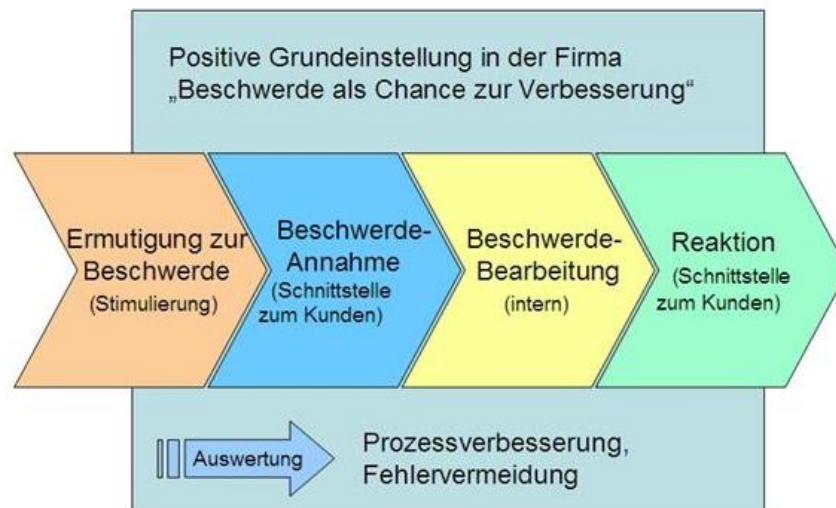 Positive Grundeinstellung in der Firma
„Beschwerde als Chance zur Verbesserung“
Ermutigung zur
Beschwerde
(Stimulierung)
Beschwerde-
Annahme
(Schnittstelle
zum Kunden)
Beschwerde-
Bearbeitung
(intern)
Reaktion
(Schnittstelle
zum Kunden)
Auswertung
Prozessverbesserung,
Fehlervermeidung